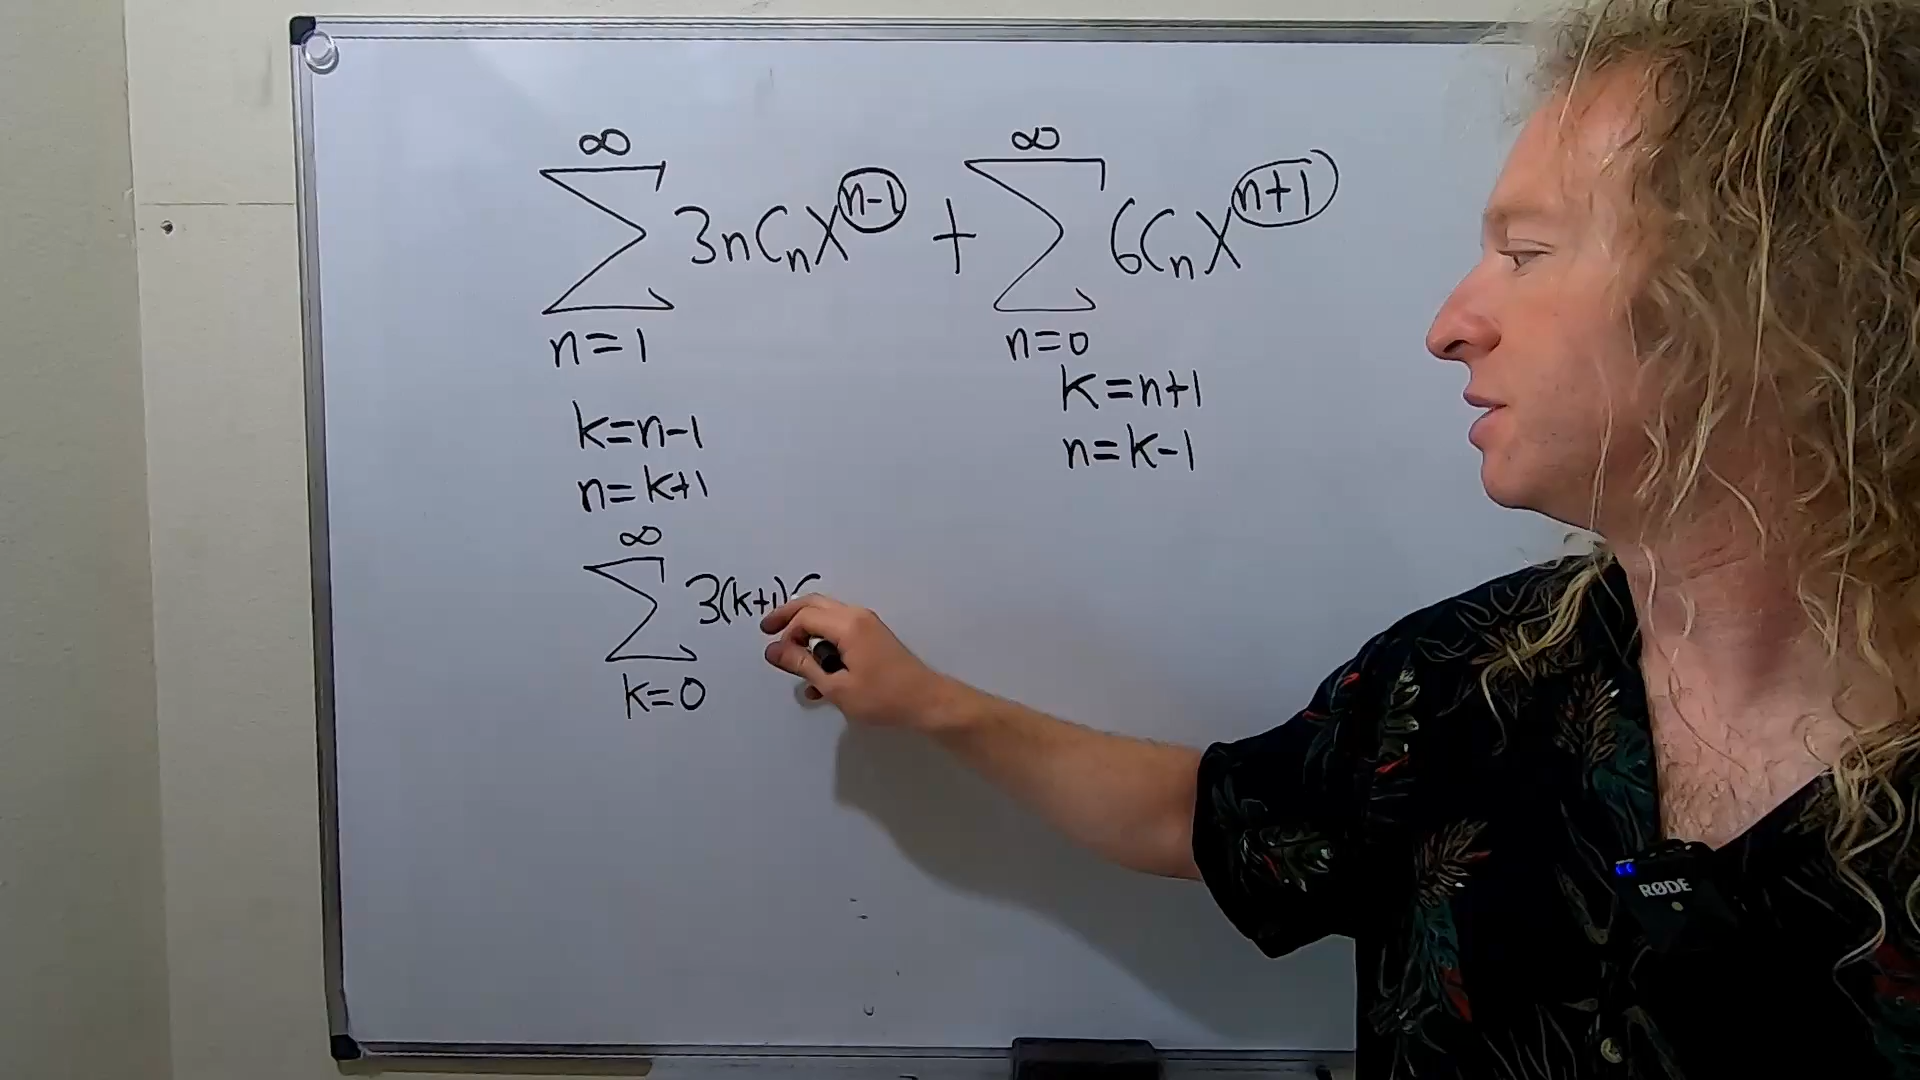 ∞ ∞
∑ 3nCₙX^(n-1) + ∑ 6CₙX^(n+1)
n=1 n=0
k=n-1
n=k+1
k=n+1
n=k-1
∞
∑ 3(k+1)C
k=0
RØDE